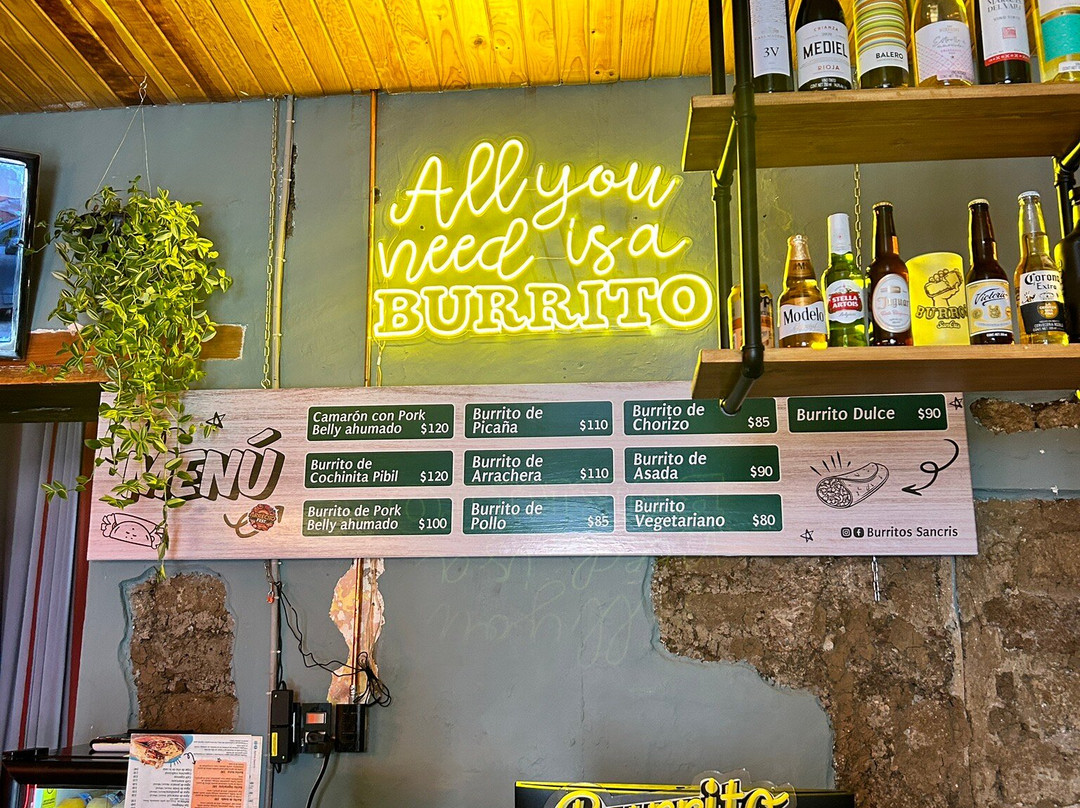 All you
need is a
BURRITO
3V
CRIANZA
MEDIEL
RIOJA
BALERO
Modelo
STELLA
ARTOIS
BURRITO
Victoria
Corona
Extra
MENÚ
Camarón con Pork
Belly ahumado $120
Burrito de
Cochinita Pibil $120
Burrito de Pork
Belly ahumado $100
Burrito de
Picaña $110
Burrito de
Arrachera $110
Burrito de
Pollo $85
Burrito de
Chorizo $85
Burrito de
Asada $90
Burrito
Vegetariano $80
Burrito Dulce $90
Burritos Sancris
Burrito